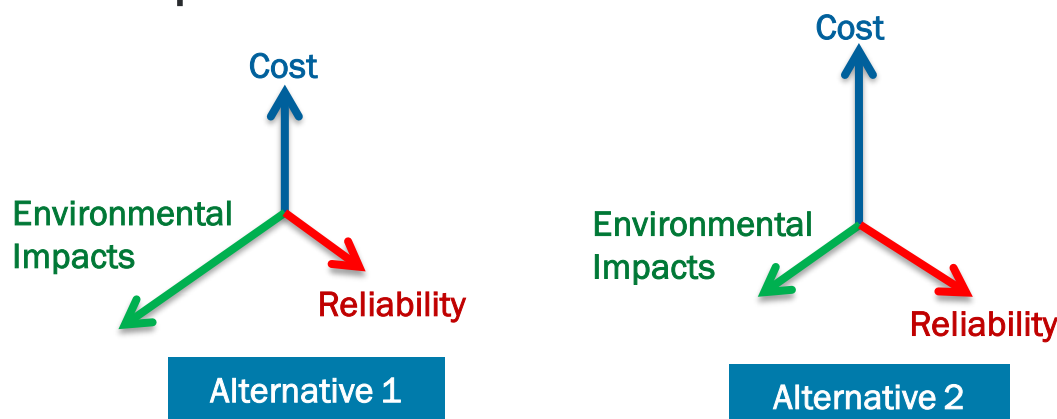 Cost
Environmental
Impacts
Reliability
Alternative 1
Cost
Environmental
Impacts
Reliability
Alternative 2